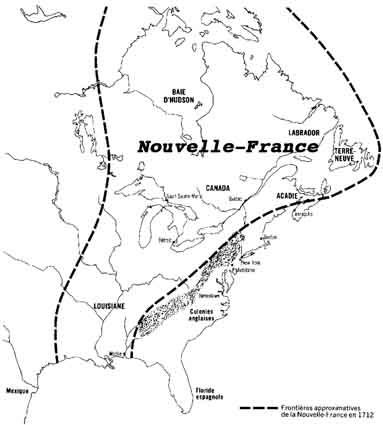 BAIE
D'HUDSON
LABRADOR
Nouvelle-France
TERRE
NEUVE
CANADA
Sault Sainte-Marie
Québec
ACADIE
Détroit
Boston
New York
Philadelphie
Jamestown
LOUISIANE
Colonies
anglaises
Mobile
Mexique
Floride
espagnole
Frontières approximatives
de la Nouvelle-France en 1712